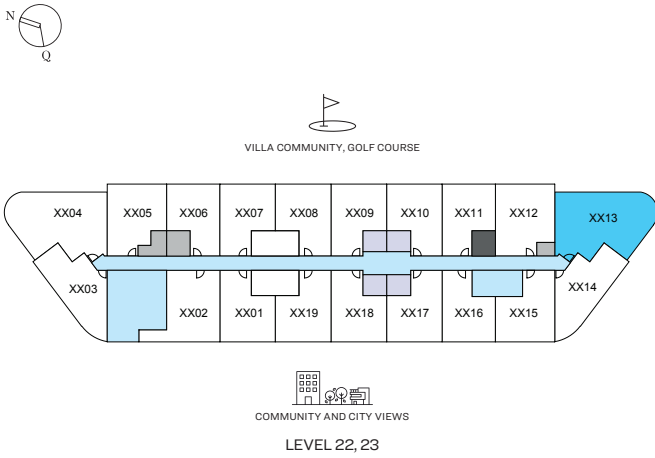 N
Q
VILLA COMMUNITY, GOLF COURSE
XX04 XX05 XX06 XX07 XX08 XX09 XX10 XX11 XX12 XX13
XX03 XX14
XX02 XX01 XX19 XX18 XX17 XX16 XX15
COMMUNITY AND CITY VIEWS
LEVEL 22, 23